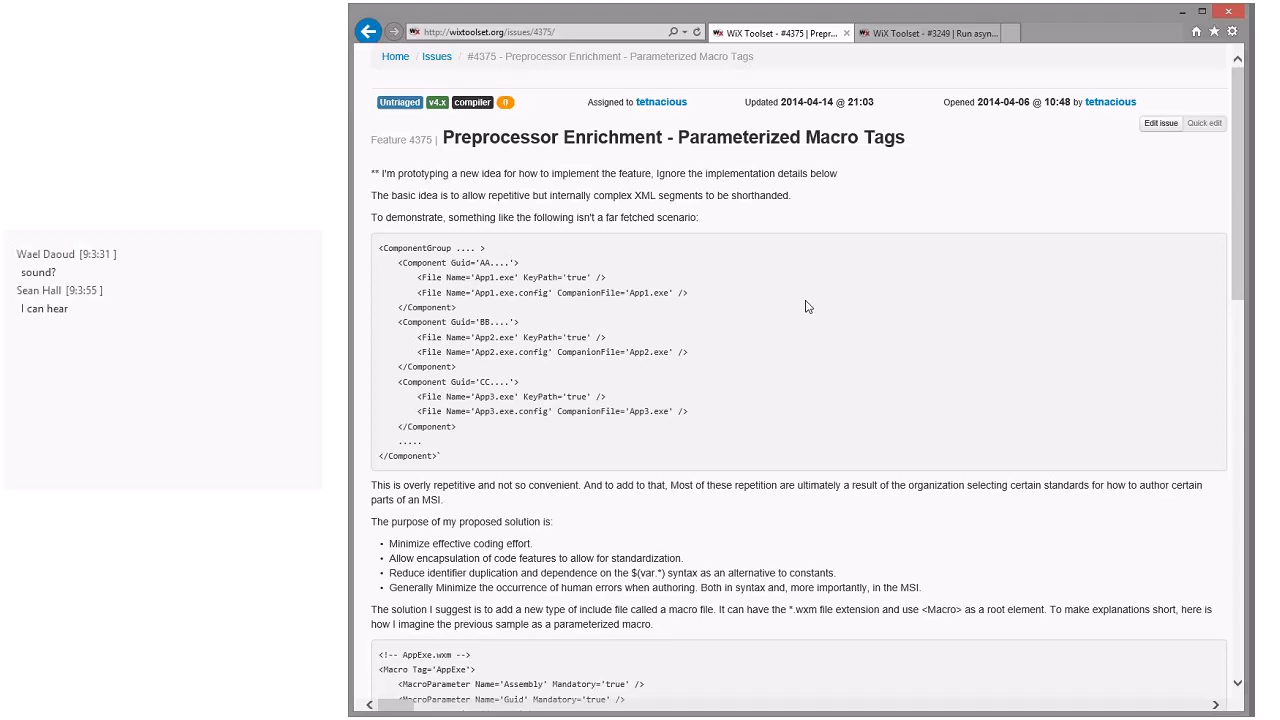 Wael Daoud [9:3:31 ]
sound?
Sean Hall [9:3:55 ]
I can hear
http://wixtoolset.org/issues/4375/
WiX Toolset - #4375 | Prepr...
WiX Toolset - #3249 | Run asyn...
Home / Issues / #4375 - Preprocessor Enrichment - Parameterized Macro Tags
Untriaged v4.x compiler 0
Assigned to tetnacious
Updated 2014-04-14 @ 21:03
Opened 2014-04-06 @ 10:48 by tetnacious
Edit issue Quick edit
Feature 4375 | Preprocessor Enrichment - Parameterized Macro Tags
** I'm prototyping a new idea for how to implement the feature, Ignore the implementation details below
The basic idea is to allow repetitive but internally complex XML segments to be shorthanded.
To demonstrate, something like the following isn't a far fetched scenario:
<ComponentGroup .... >
<Component Guid='AA....'>
<File Name='App1.exe' KeyPath='true' />
<File Name='App1.exe.config' CompanionFile='App1.exe' />
</Component>
<Component Guid='BB....'>
<File Name='App2.exe' KeyPath='true' />
<File Name='App2.exe.config' CompanionFile='App2.exe' />
</Component>
<Component Guid='CC....'>
<File Name='App3.exe' KeyPath='true' />
<File Name='App3.exe.config' CompanionFile='App3.exe' />
</Component>
.....
</Component>`
This is overly repetitive and not so convenient. And to add to that, Most of these repetition are ultimately a result of the organization selecting certain standards for how to author certain
parts of an MSI.
The purpose of my proposed solution is:
• Minimize effective coding effort.
• Allow encapsulation of code features to allow for standardization.
• Reduce identifier duplication and dependence on the $(var.*) syntax as an alternative to constants.
• Generally Minimize the occurrence of human errors when authoring. Both in syntax and, more importantly, in the MSI.
The solution I suggest is to add a new type of include file called a macro file. It can have the *.wxm file extension and use <Macro> as a root element. To make explanations short, here is
how I imagine the previous sample as a parameterized macro.
<!-- AppExe.wxm -->
<Macro Tag='AppExe'>
<MacroParameter Name='Assembly' Mandatory='true' />
<MacroParameter Name='Guid' Mandatory='true' />